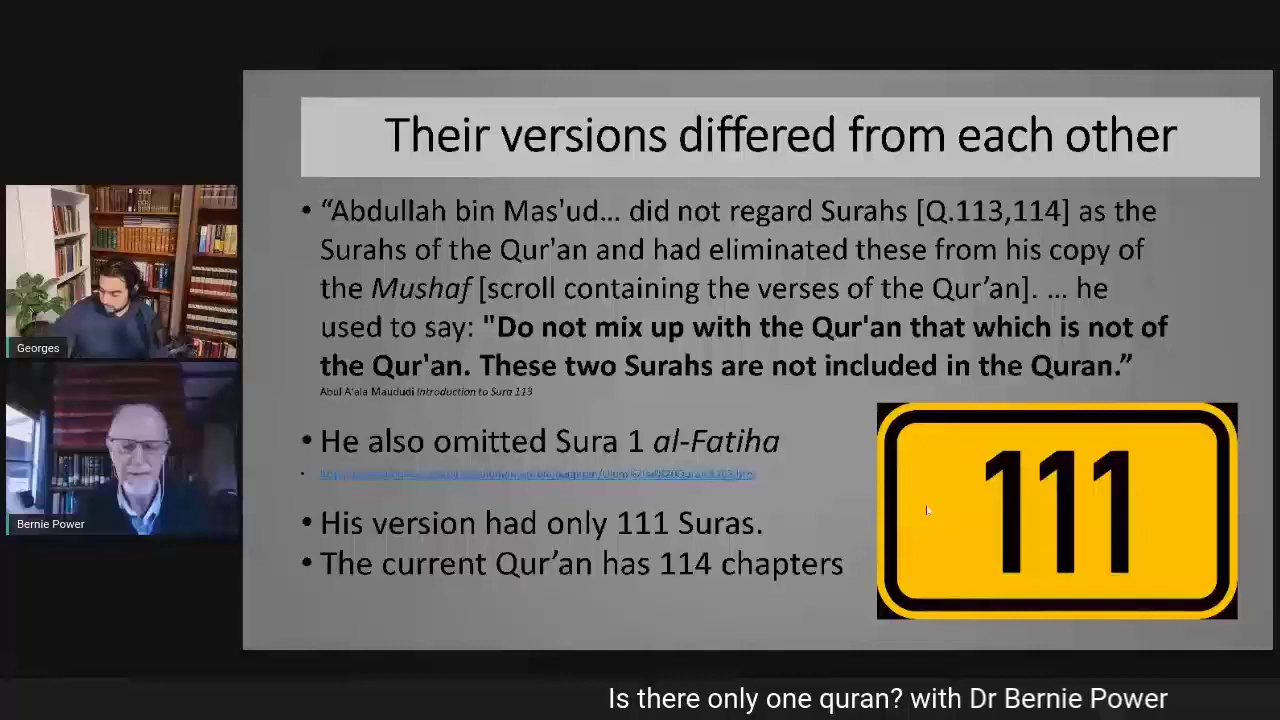 Their versions differed from each other
• “Abdullah bin Mas'ud... did not regard Surahs [Q.113,114] as the
Surahs of the Qur'an and had eliminated these from his copy of
the Mushaf [scroll containing the verses of the Qur’an]. ... he
used to say: "Do not mix up with the Qur'an that which is not of
the Qur'an. These two Surahs are not included in the Quran.”
Abul A'ala Maududi Introduction to Sura 113
• He also omitted Sura 1 al-Fatiha
• His version had only 111 Suras.
• The current Qur’an has 114 chapters
111
Georges
Bernie Power
Is there only one quran? with Dr Bernie Power